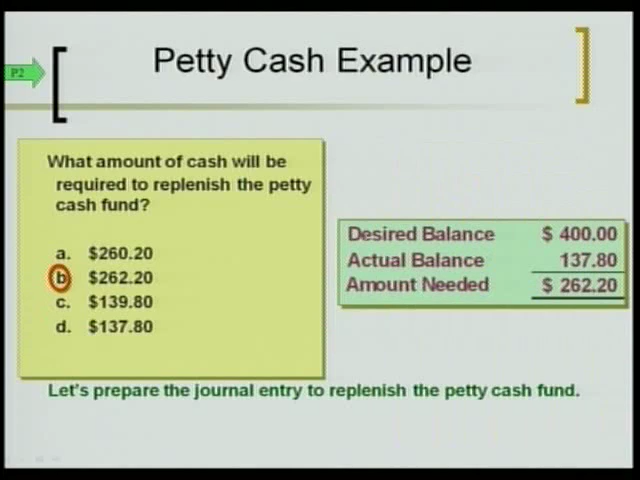 P2
Petty Cash Example
What amount of cash will be
required to replenish the petty
cash fund?
a. $260.20
b. $262.20
c. $139.80
d. $137.80
Desired Balance $ 400.00
Actual Balance 137.80
Amount Needed $ 262.20
Let's prepare the journal entry to replenish the petty cash fund.